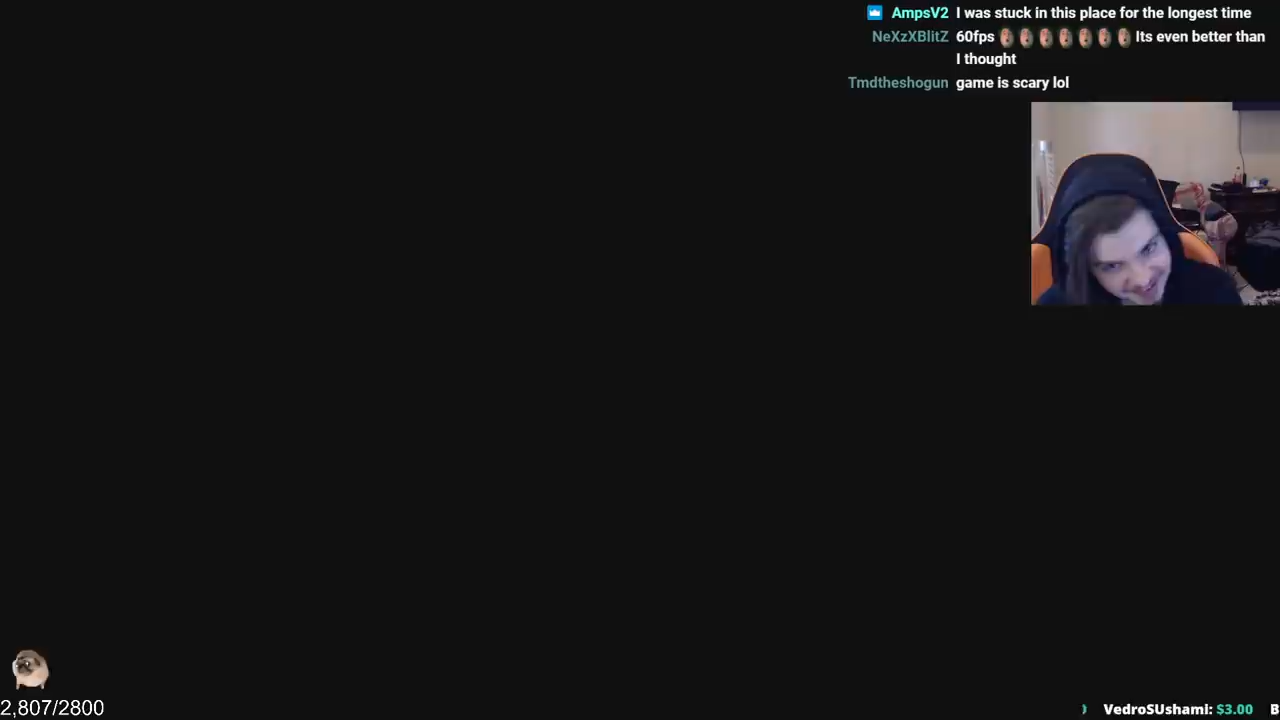 AmpsV2 I was stuck in this place for the longest time
NeXzXBlitZ 60fps Its even better than
I thought
Tmdtheshogun game is scary lol
2,807/2800
VedroSUshami: $3.00 B